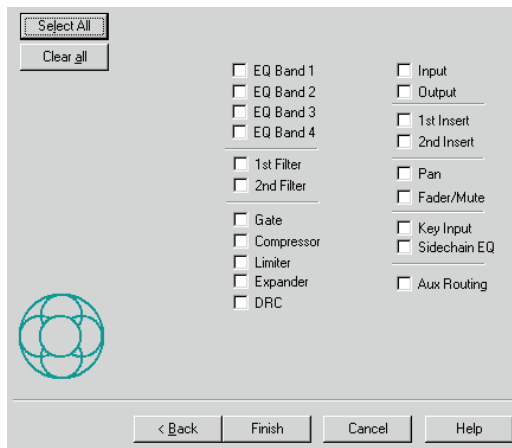 Select All
Clear all
EQ Band 1
EQ Band 2
EQ Band 3
EQ Band 4
1st Filter
2nd Filter
Gate
Compressor
Limiter
Expander
DRC
Input
Output
1st Insert
2nd Insert
Pan
Fader/Mute
Key Input
Sidechain EQ
Aux Routing
< Back
Finish
Cancel
Help